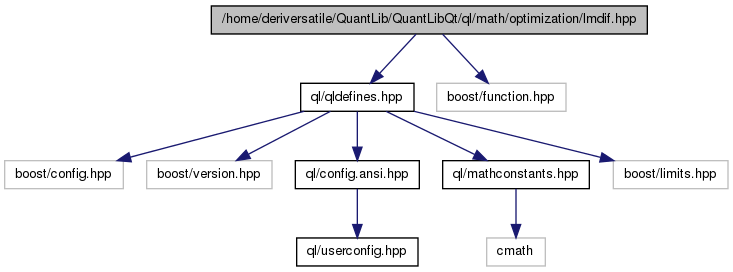 /home/deriversatile/QuantLib/QuantLibQt/ql/math/optimization/lmdif.hpp
ql/qldefines.hpp
boost/function.hpp
boost/config.hpp
boost/version.hpp
ql/config.ansi.hpp
ql/mathconstants.hpp
boost/limits.hpp
ql/userconfig.hpp
cmath